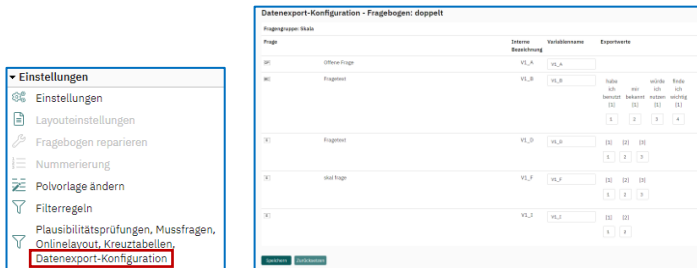 Einstellungen
Einstellungen
Layouteinstellungen
Fragebogen reparieren
Nummerierung
Polvorlage ändern
Filterregeln
Plausibilitätsprüfungen, Mussfragen,
Onlinelayout, Kreuztabellen,
Datenexport-Konfiguration
Datenexport-Konfiguration - Fragebogen: doppelt
Fragengruppe: Skala
Frage Interne Bezeichnung Variablenname Exportwerte
Offene Frage V1_A V1_A
Fragetext V1_B V1_B
habe ich benutzt [1] mir bekannt [1] würde ich nutzen [1] finde ich wichtig [1]
1 2 3 4
Fragetext V1_D V1_D [1] [2] [3]
1 2 3
skal frage V1_F V1_F [1] [2] [3]
1 2 3
[1] [2]
1 2
Speichern Zurücksetzen